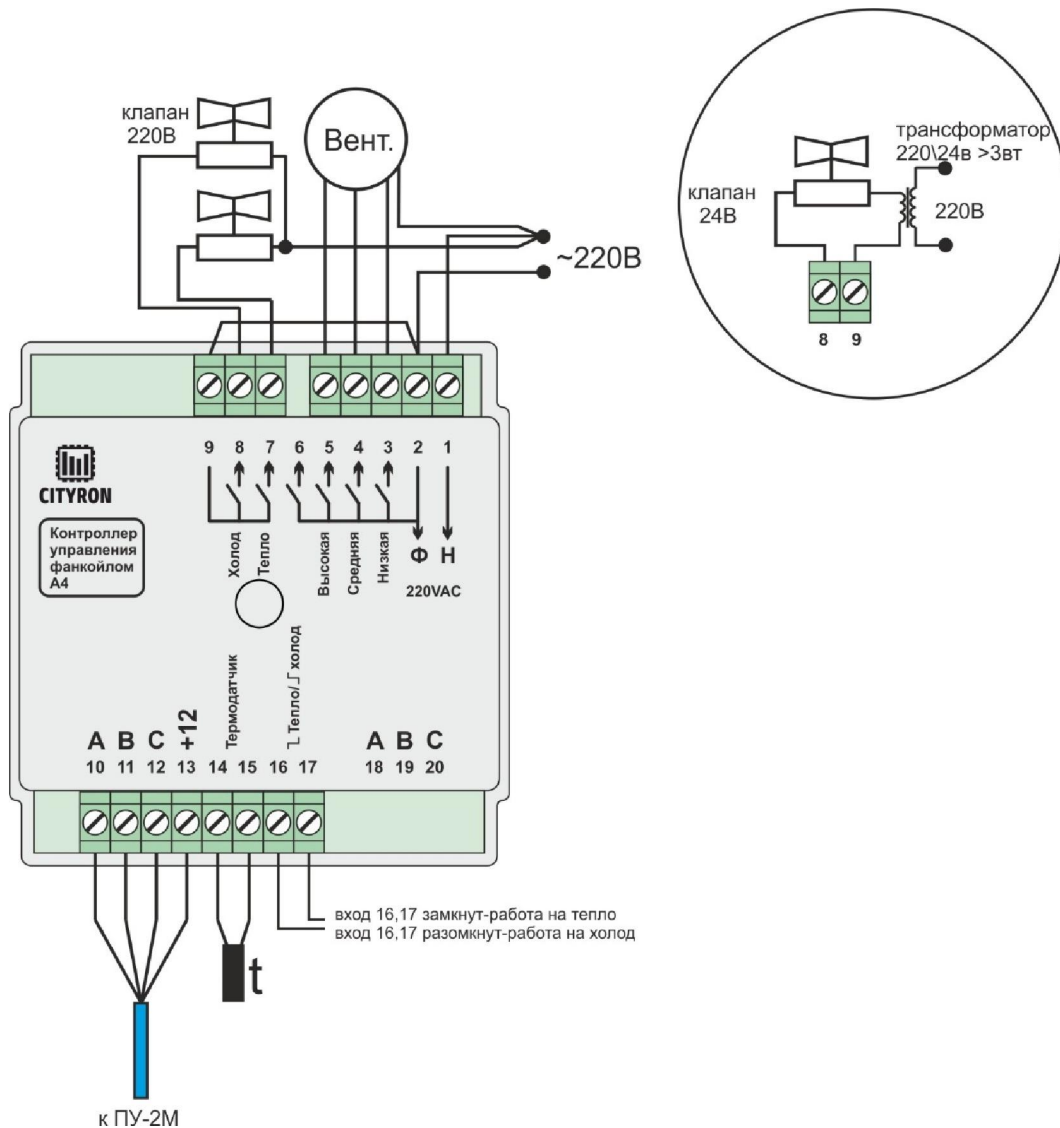 клапан
220В
Вент.
~220В
трансформатор
220\24в >3вт
клапан
24В
220В
8 9
9 8 7 6 5 4 3 2 1
CITYRON
Контроллер
управления
фанкойлом
А4
Холод
Тепло
Высокая
Средняя
Низкая
Ф Н
220VAC
Термодатчик
Тепло/ холод
A B C +12
10 11 12 13 14 15 16 17
A B C
18 19 20
вход 16,17 замкнут-работа на тепло
вход 16,17 разомкнут-работа на холод
t
к ПУ-2М